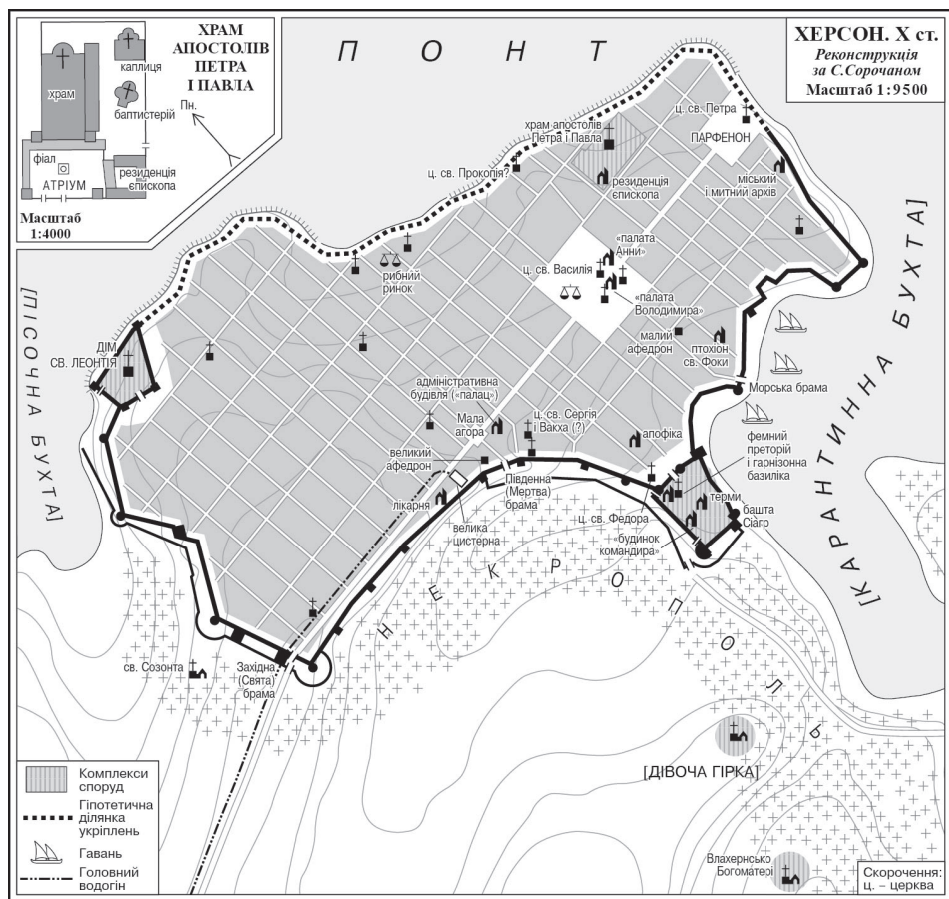 ХРАМ
АПОСТОЛІВ
ПЕТРА
І ПАВЛА
каплиця
храм
баптистерій
Пн.
фіал
АТРІУМ
резиденція
єпископа
Масштаб
1:4000
ПОНТ
ХЕРСОН. X ст.
Реконструкція
за С.Сорочаном
Масштаб 1:9500
ц. св. Петра
храм апостолів
Петра і Павла
ПАРФЕНОН
ц. св. Прокопія?
резиденція
єпископа
міський
і митний архів
«палата
Анни»
ц. св. Василія
рибний
ринок
«палата
Володимира»
[ПІСОЧНА БУХТА]
[КАРАНТИННА БУХТА]
малий
афедрон
птохіон
св. Фоки
ДІМ
СВ. ЛЕОНТІЯ
адміністративна
будівля («палац»)
Морська брама
Мала
агора
ц. св. Сергія
і Вакха (?)
апофіка
фемний
преторій
і гарнізонна
базиліка
великий
афедрон
Південна
(Мертва)
брама
лікарня
терми
башта
Сіагр
ц. св. Федора
велика
цистерна
«будинок
командира»
НЕКРОПОЛЬ
св. Созонта
Західна
(Свята)
брама
[ДІВОЧА ГІРКА]
Влахернської
Богоматері
Комплекси
споруд
Гіпотетична
ділянка
укріплень
Гавань
Головний
водогін
Скорочення:
ц. – церква